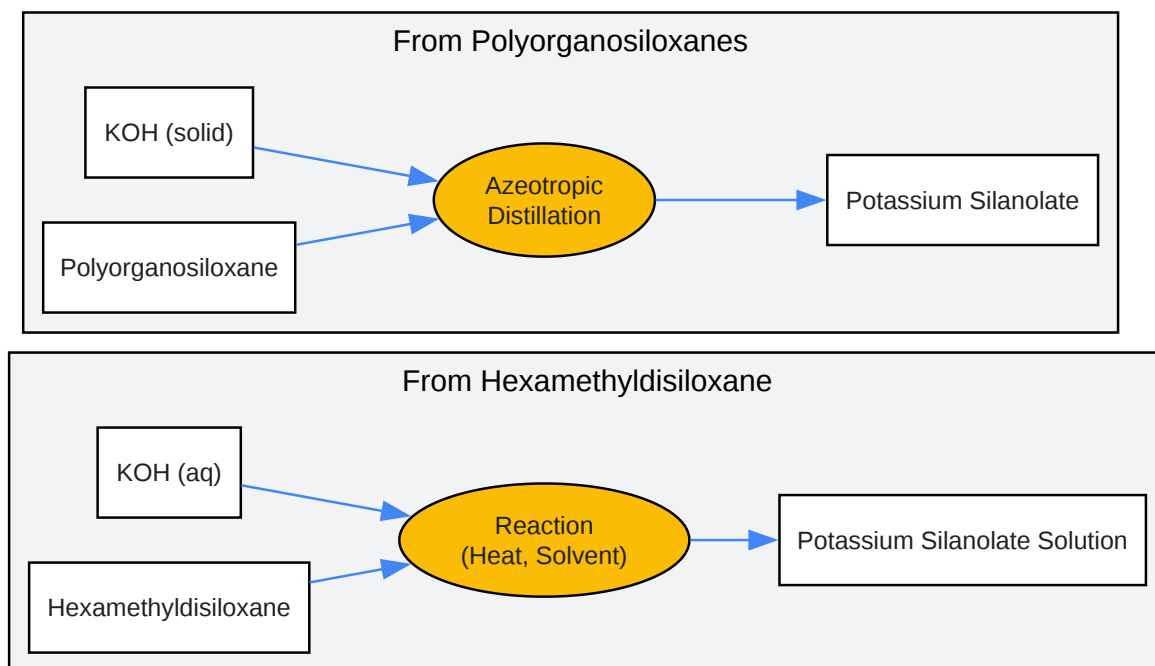 From Polyorganosiloxanes
KOH (solid)
Polyorganosiloxane
Azeotropic
Distillation
Potassium Silanolate
From Hexamethyldisiloxane
KOH (aq)
Hexamethyldisiloxane
Reaction
(Heat, Solvent)
Potassium Silanolate Solution